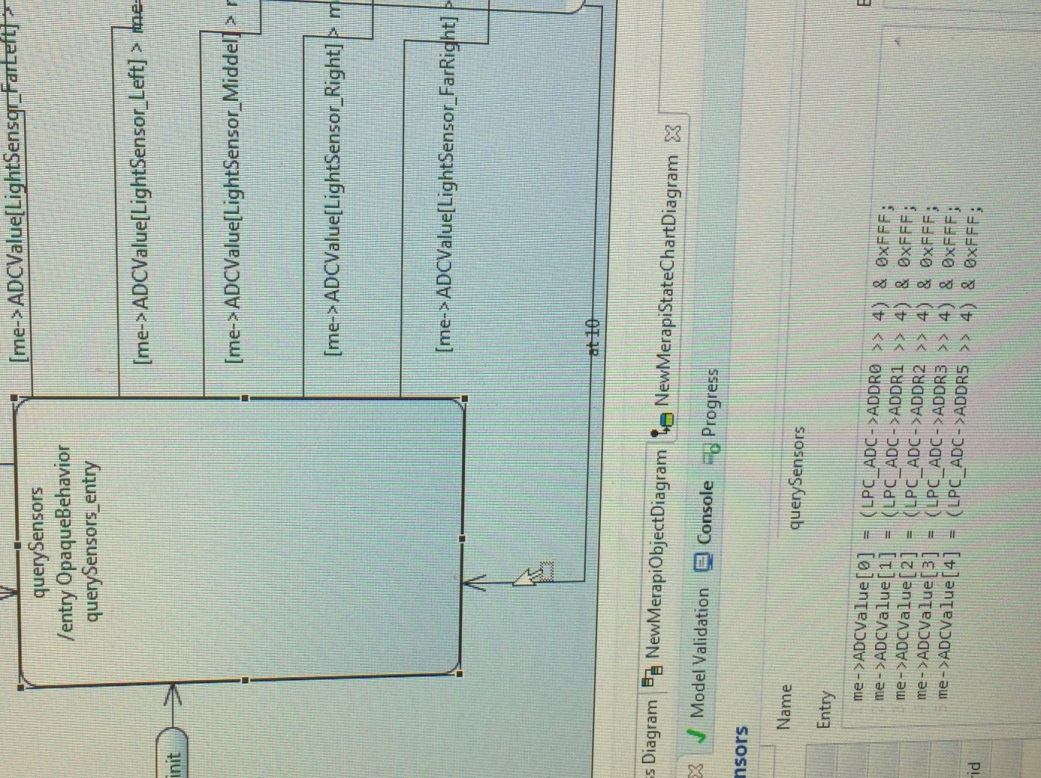 [me->ADCValue[LightSensor_FarLeft] >
[me->ADCValue[LightSensor_Left] > me-
[me->ADCValue[LightSensor_Middel] >
[me->ADCValue[LightSensor_Right] > m
[me->ADCValue[LightSensor_FarRight] >
querySensors
/entry OpaqueBehavior
querySensors_entry
init
at 10
ss Diagram
NewMerapiObjectDiagram
NewMerapiStateChartDiagram
Model Validation
Console
Progress
nsors
Name
querySensors
Entry
me->ADCValue[0] = (LPC_ADC->ADDR0 >> 4) & 0xFFF;
me->ADCValue[1] = (LPC_ADC->ADDR1 >> 4) & 0xFFF;
me->ADCValue[2] = (LPC_ADC->ADDR2 >> 4) & 0xFFF;
me->ADCValue[3] = (LPC_ADC->ADDR3 >> 4) & 0xFFF;
me->ADCValue[4] = (LPC_ADC->ADDR5 >> 4) & 0xFFF;